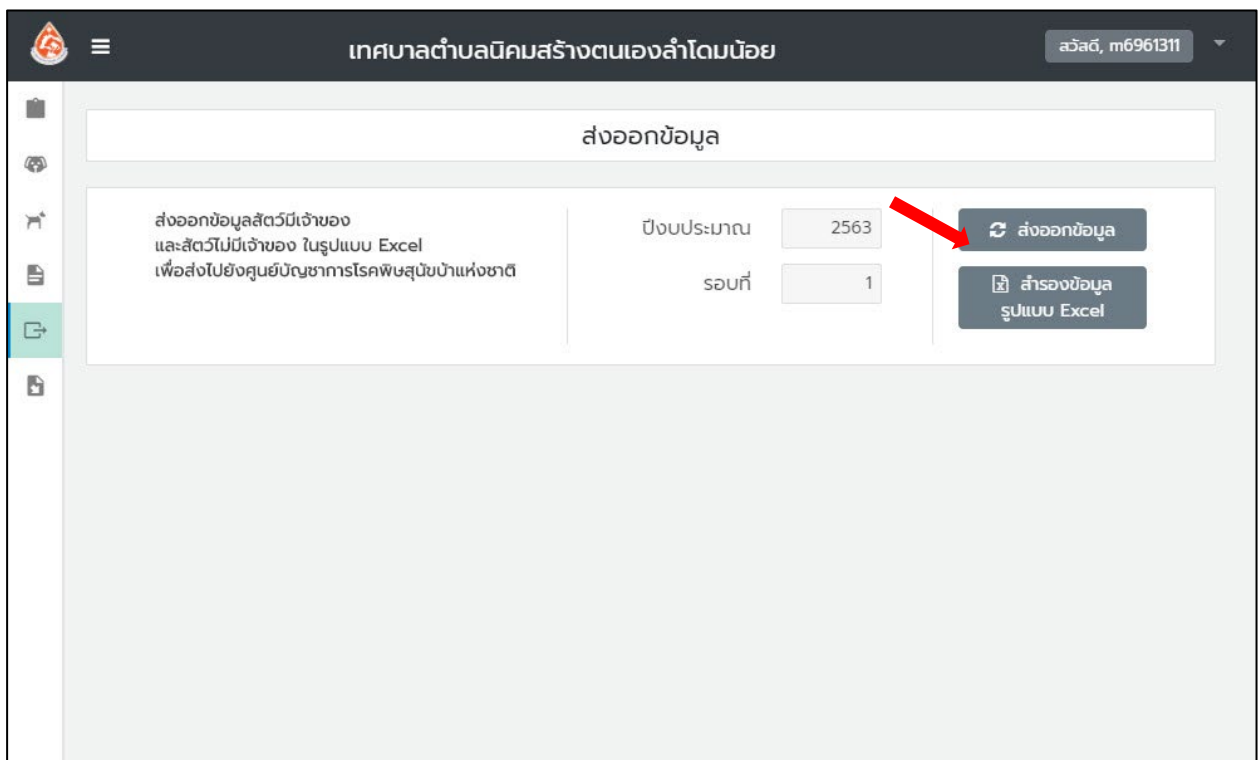 เทศบาลตำบลนิคมสร้างตนเองลำโดมน้อย
สวัสดี, m6961311
ส่งออกข้อมูล
ส่งออกข้อมูลสัตว์มีเจ้าของ
และสัตว์ไม่มีเจ้าของ ในรูปแบบ Excel
เพื่อส่งไปยังศูนย์บัญชาการโรคพิษสุนัขบ้าแห่งชาติ
ปีงบประมาณ 2563
รอบที่ 1
ส่งออกข้อมูล
สำรองข้อมูล
รูปแบบ Excel